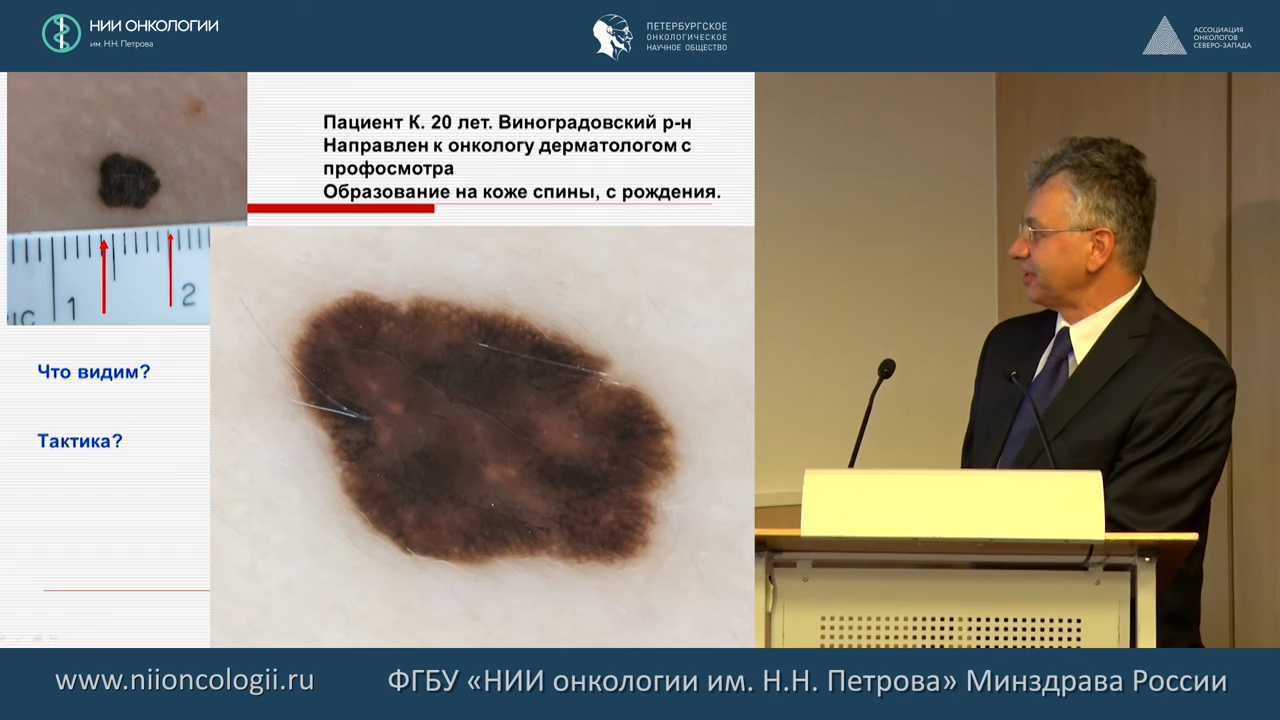 НИИ ОНКОЛОГИИ
им. Н.Н. Петрова
ПЕТЕРБУРГСКОЕ
ОНКОЛОГИЧЕСКОЕ
НАУЧНОЕ ОБЩЕСТВО
АССОЦИАЦИЯ
ОНКОЛОГОВ
СЕВЕРО-ЗАПАДА
Пациент К. 20 лет. Виноградовский р-н
Направлен к онкологу дерматологом с
профосмотра
Образование на коже спины, с рождения.
1 2
Что видим?
Тактика?
www.niioncologii.ru ФГБУ «НИИ онкологии им. Н.Н. Петрова» Минздрава России